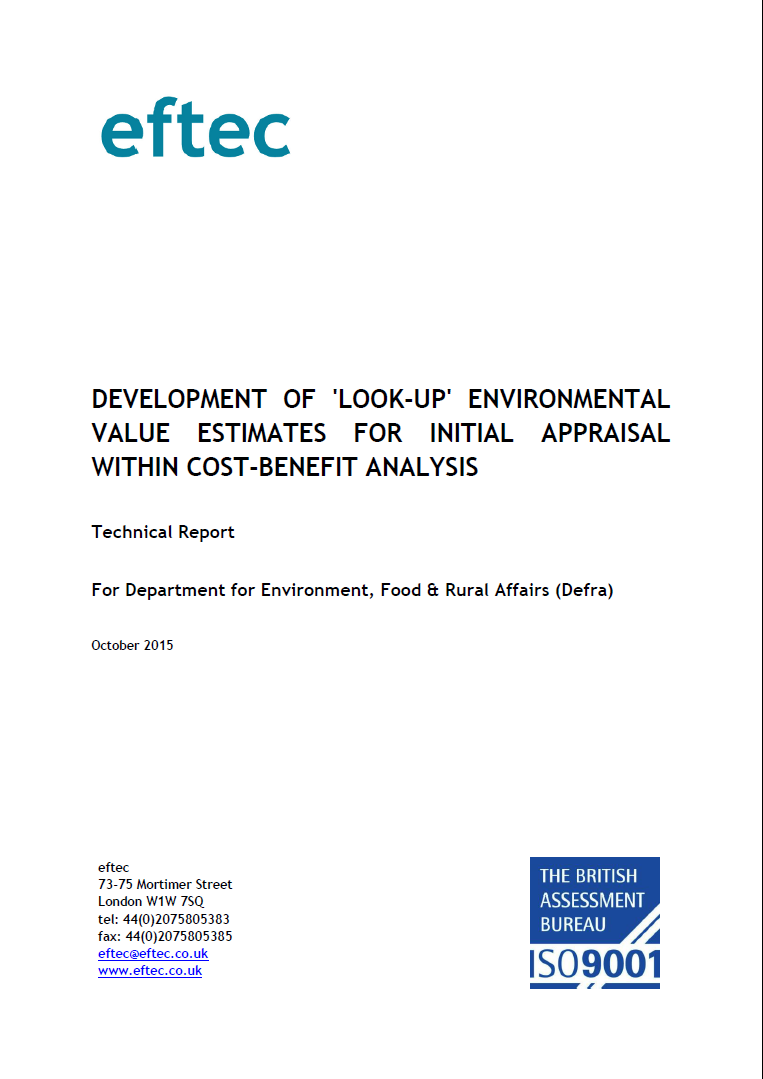 eftec
DEVELOPMENT OF 'LOOK-UP' ENVIRONMENTAL
VALUE ESTIMATES FOR INITIAL APPRAISAL
WITHIN COST-BENEFIT ANALYSIS
Technical Report
For Department for Environment, Food & Rural Affairs (Defra)
October 2015
eftec
73-75 Mortimer Street
London W1W 7SQ
tel: 44(0)2075805383
fax: 44(0)2075805385
eftec@eftec.co.uk
www.eftec.co.uk
THE BRITISH
ASSESSMENT
BUREAU
ISO9001